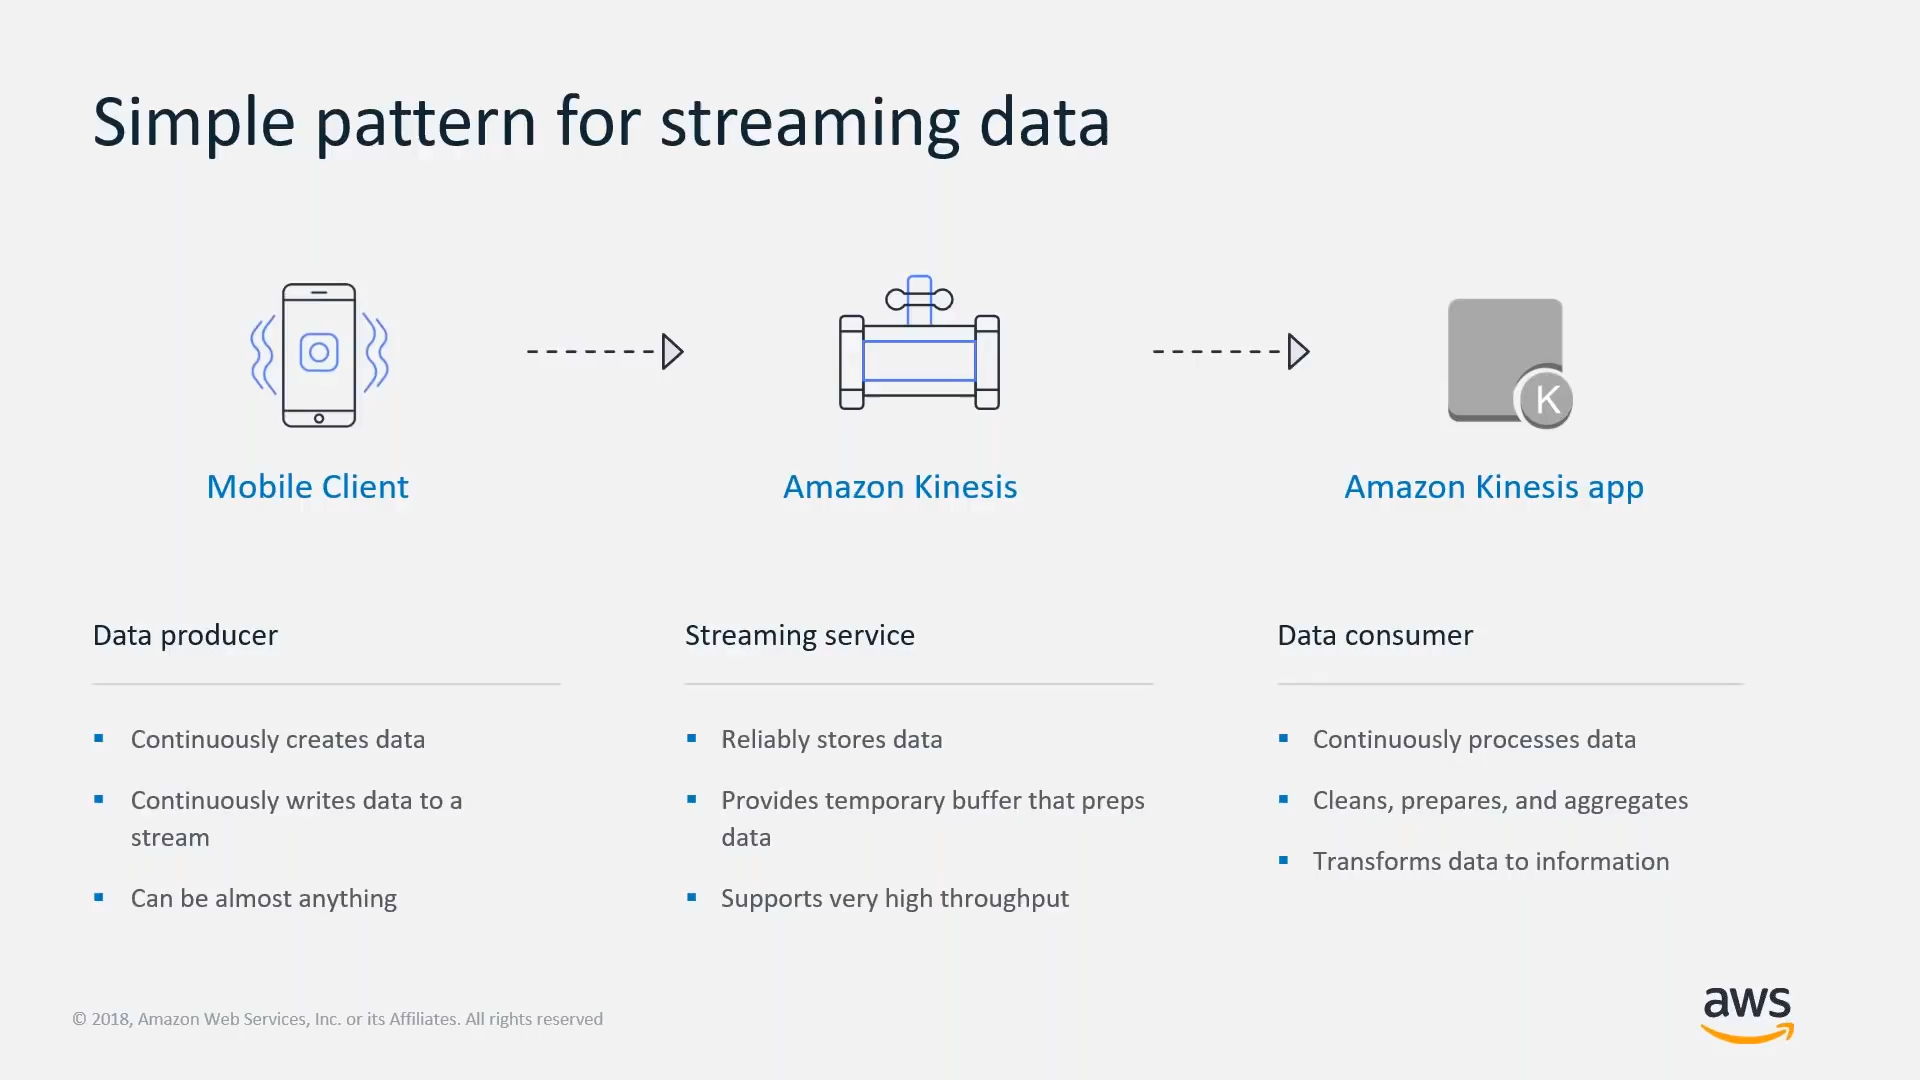 Simple pattern for streaming data
Mobile Client
Amazon Kinesis
K
Amazon Kinesis app
Data producer
Continuously creates data
Continuously writes data to a
stream
Can be almost anything
Streaming service
Reliably stores data
Provides temporary buffer that preps
data
Supports very high throughput
Data consumer
Continuously processes data
Cleans, prepares, and aggregates
Transforms data to information
© 2018, Amazon Web Services, Inc. or its Affiliates. All rights reserved
aws